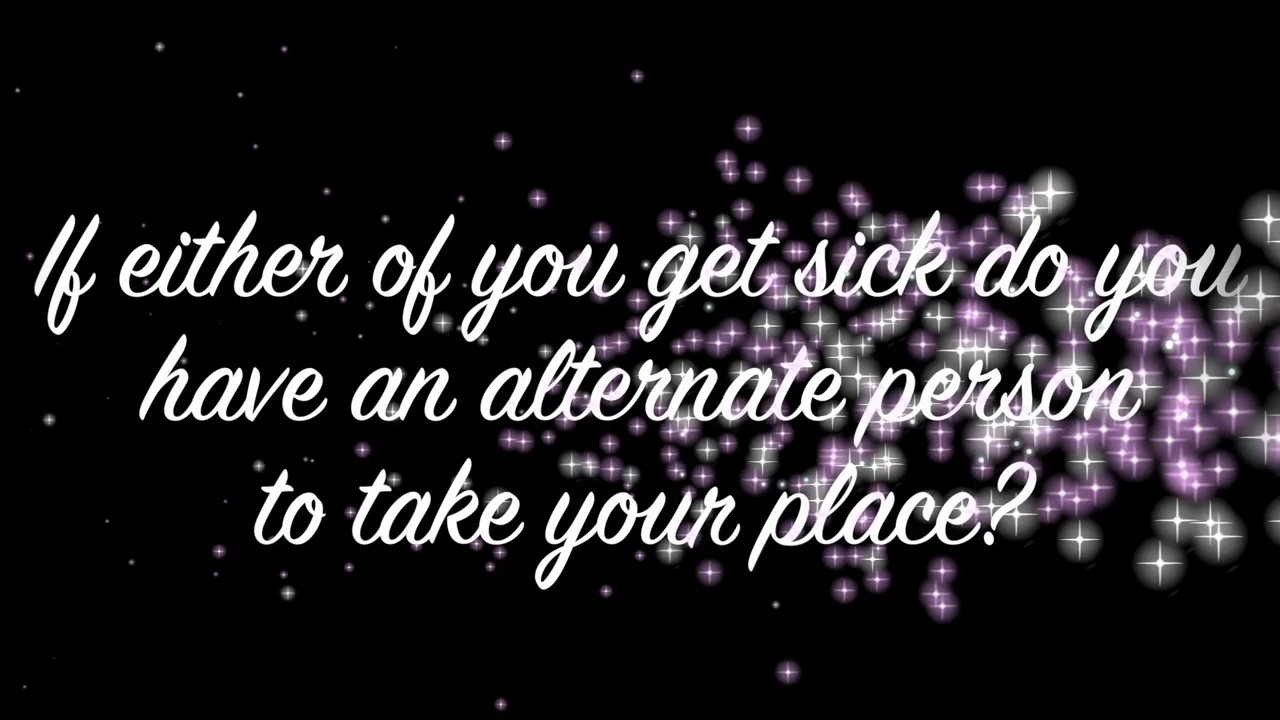 If either of you get sick do you
have an alternate person
to take your place?